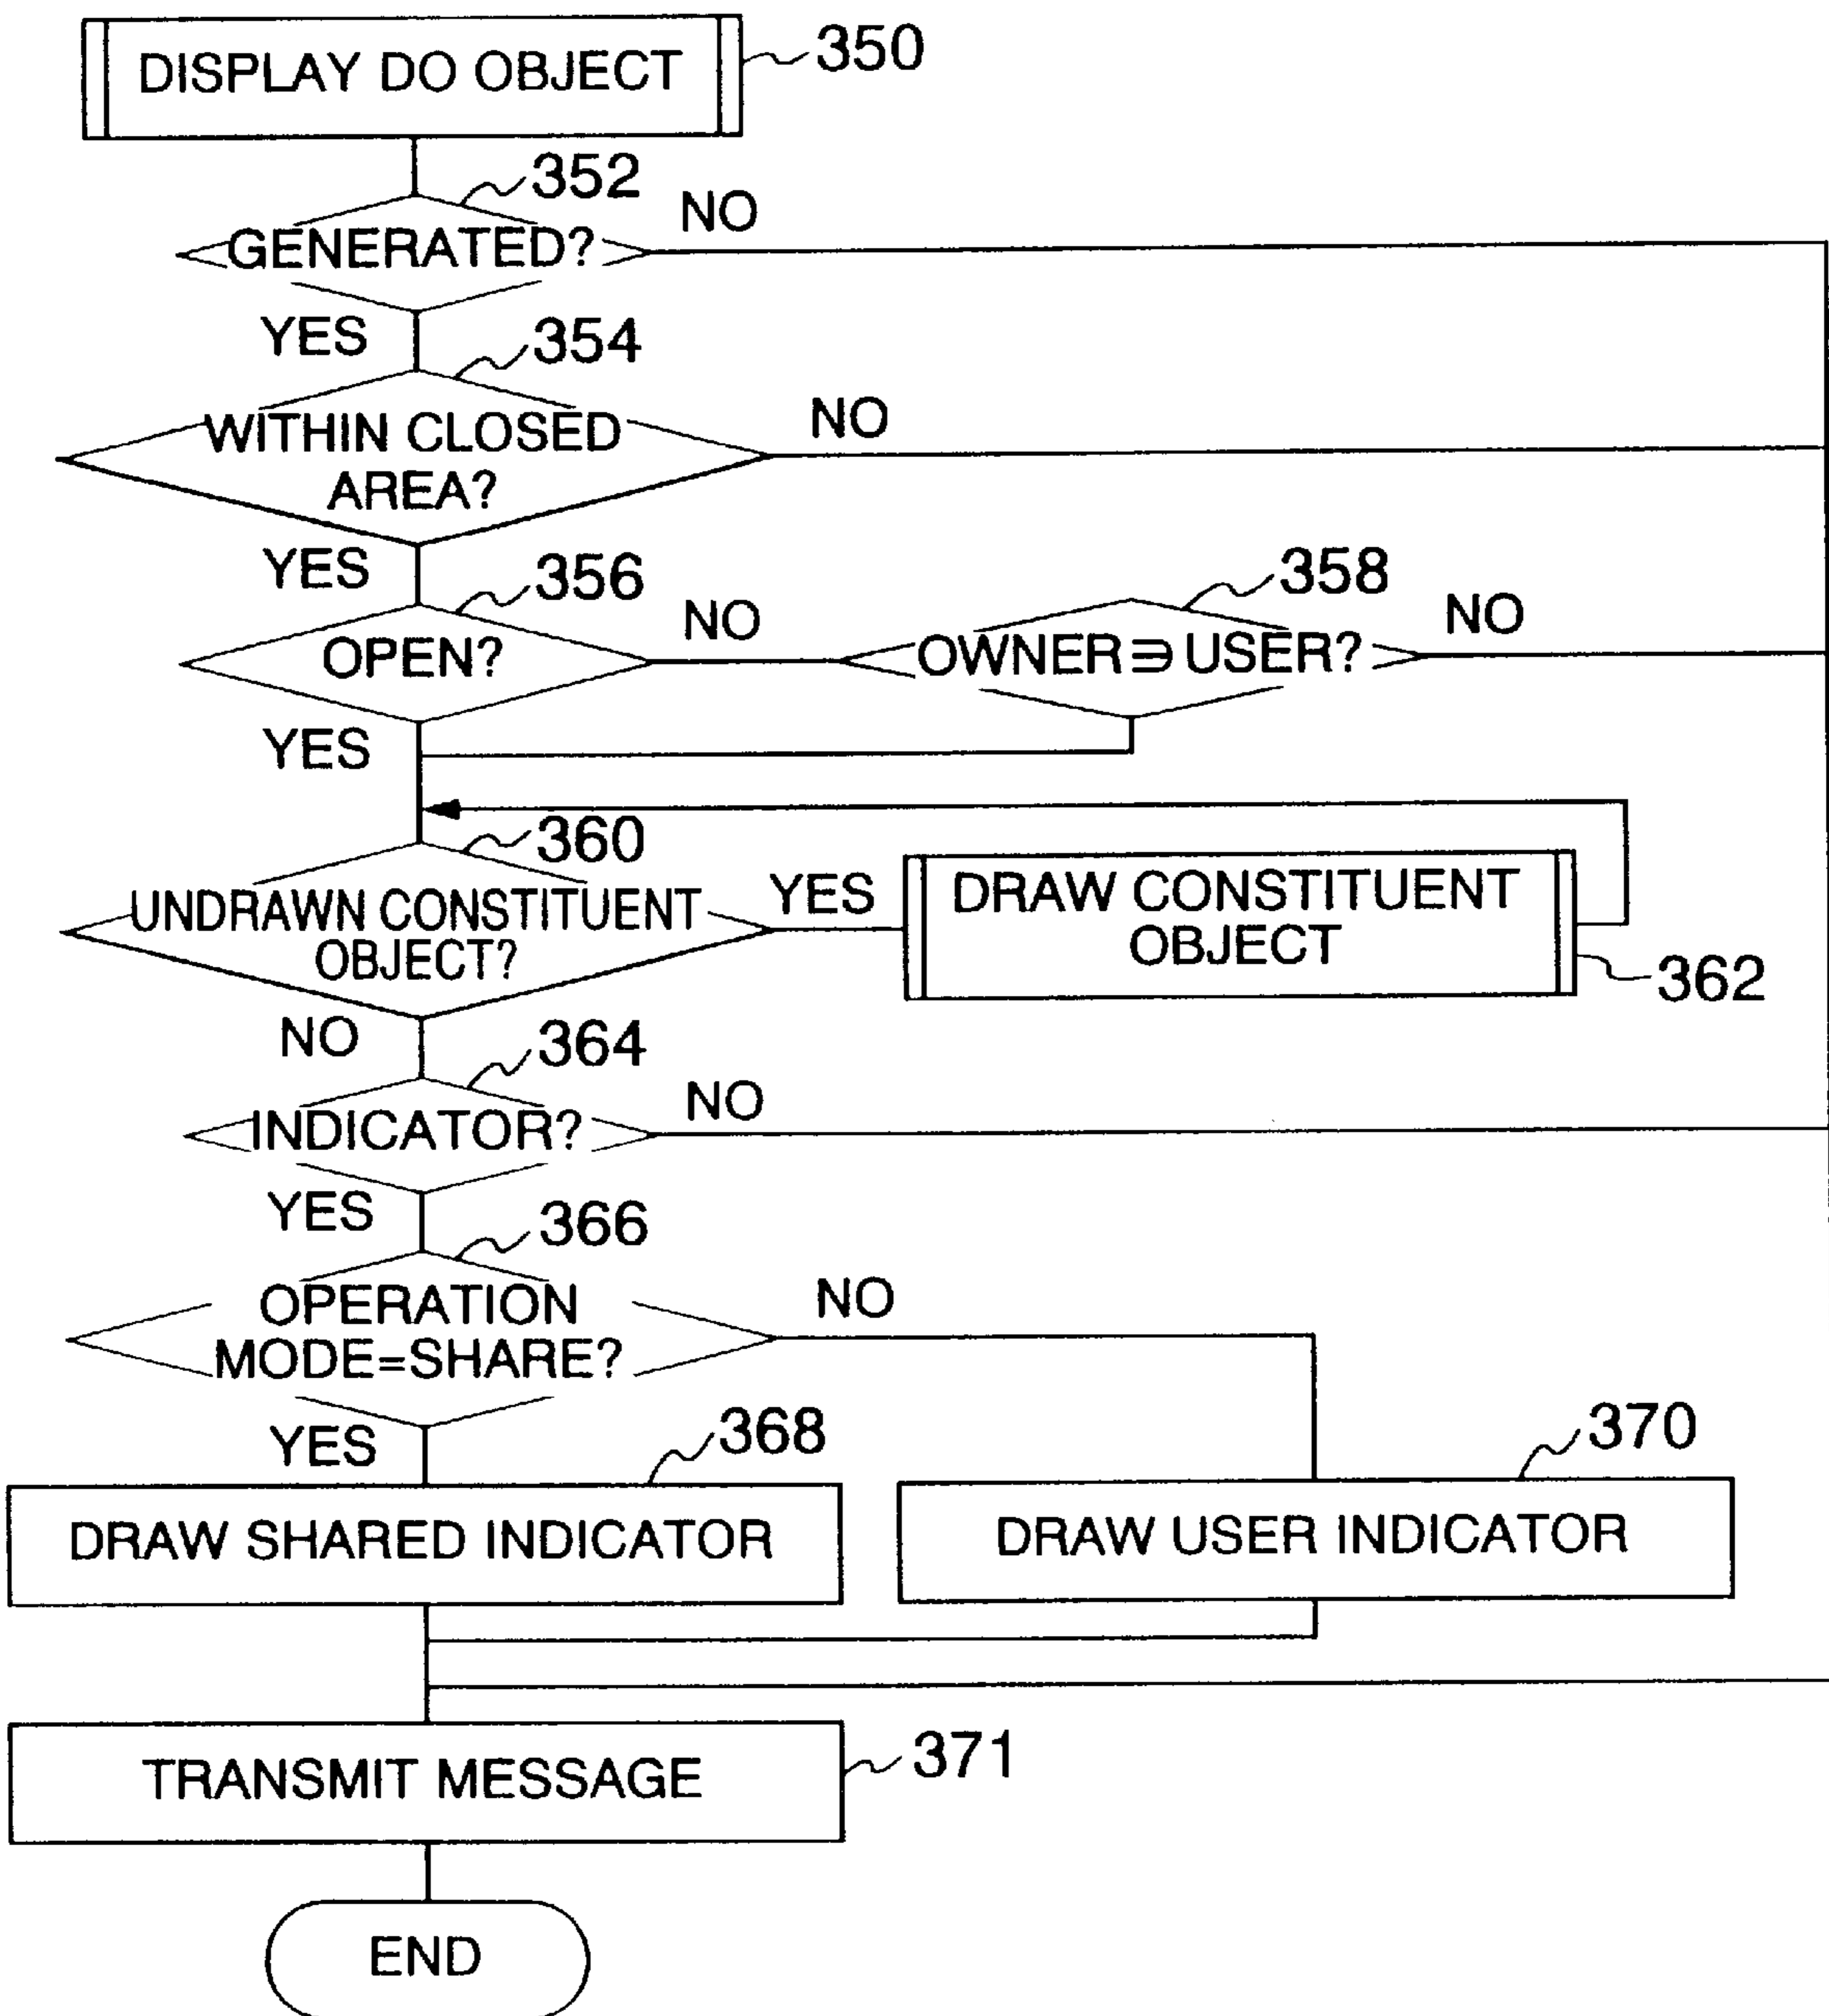 DISPLAY DO OBJECT
350
352
GENERATED?
NO
YES
354
WITHIN CLOSED
AREA?
NO
YES
356
OPEN?
NO
358
OWNER∋USER?
NO
YES
360
UNDRAWN CONSTITUENT
OBJECT?
YES
DRAW CONSTITUENT
OBJECT
362
NO
364
INDICATOR?
NO
YES
366
OPERATION
MODE=SHARE?
NO
YES
368
DRAW SHARED INDICATOR
370
DRAW USER INDICATOR
TRANSMIT MESSAGE
371
END